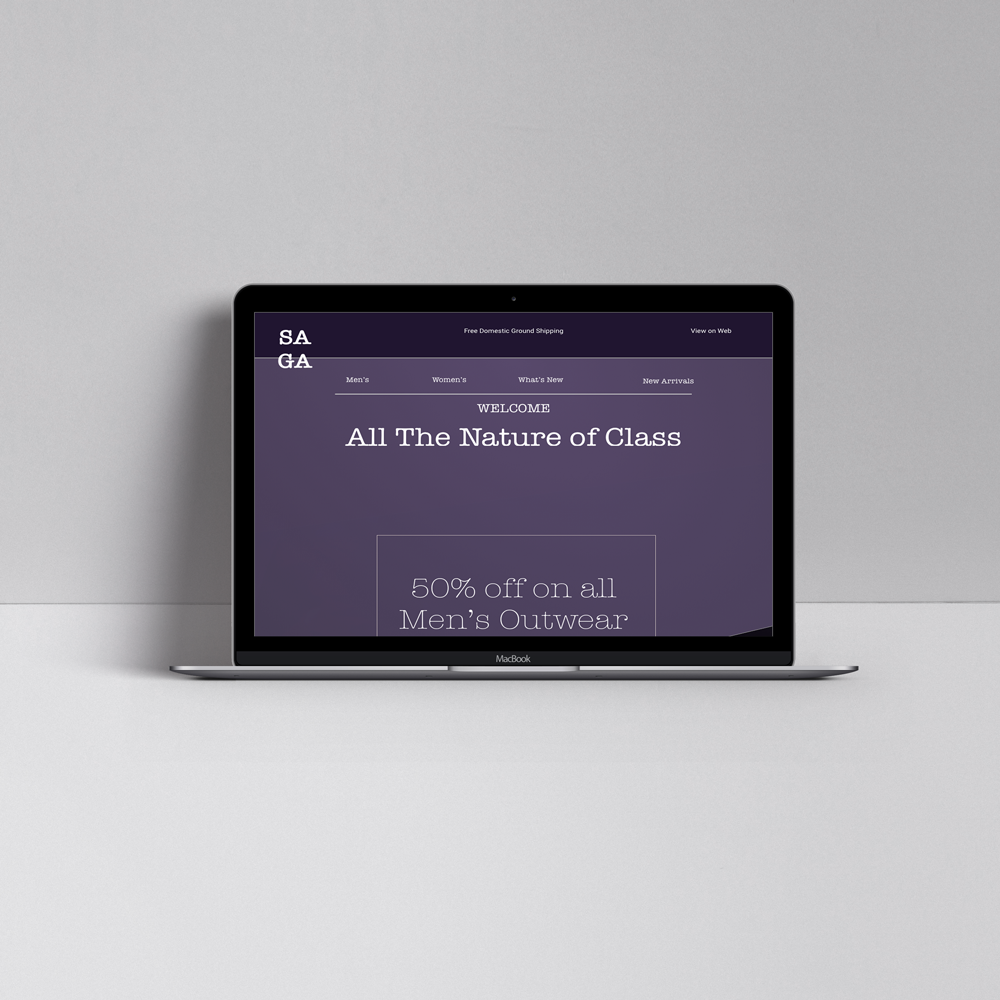 SA
GA
Free Domestic Ground Shipping
View on Web
Men's
Women's
What's New
New Arrivals
WELCOME
All The Nature of Class
50% off on all
Men's Outwear
MacBook